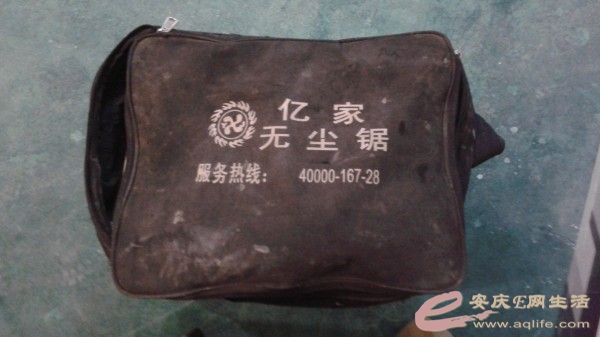 亿家
无尘锯
服务热线： 40000-167-28
安庆E网生活
www.aqlife.com